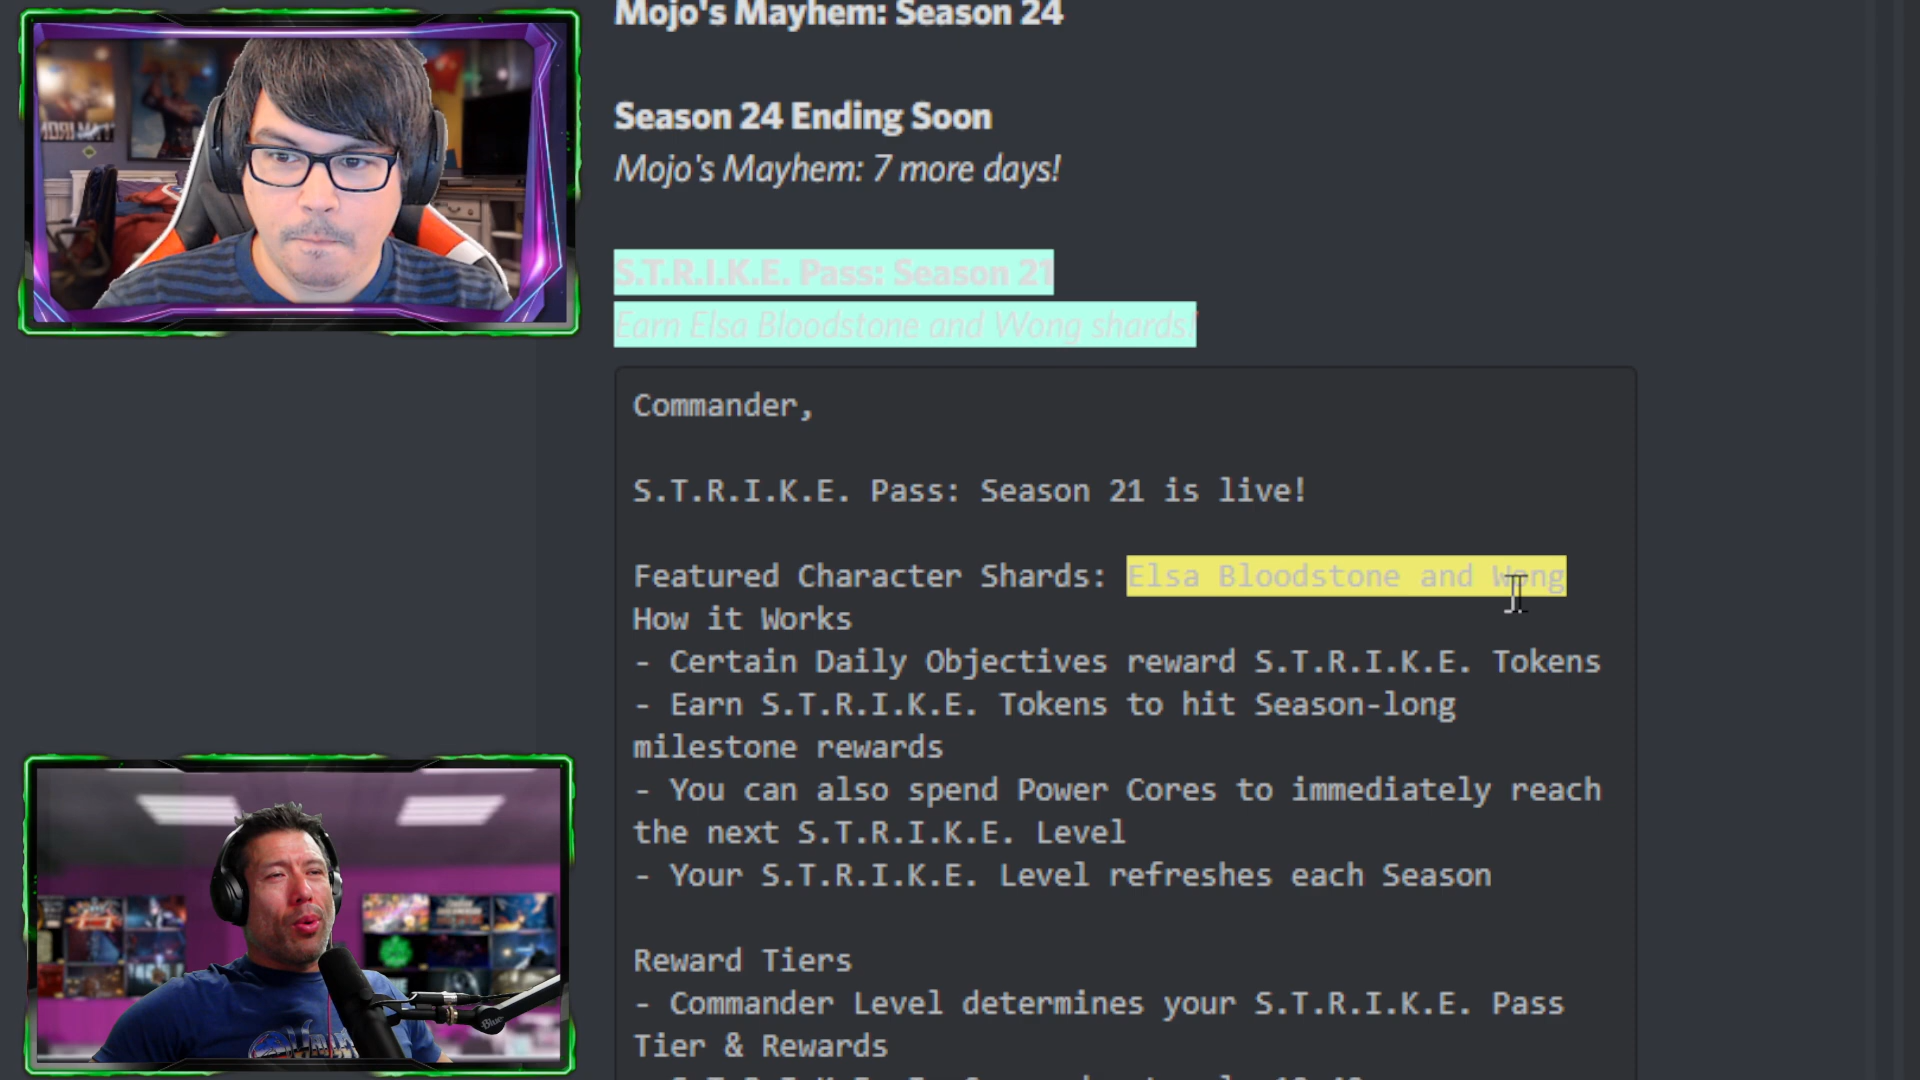 Mojo's Mayhem: Season 24
Season 24 Ending Soon
Mojo's Mayhem: 7 more days!
S.T.R.I.K.E. Pass: Season 21
Earn Elsa Bloodstone and Wong shards!
Commander,
S.T.R.I.K.E. Pass: Season 21 is live!
Featured Character Shards: Elsa Bloodstone and Wong
How it Works
- Certain Daily Objectives reward S.T.R.I.K.E. Tokens
- Earn S.T.R.I.K.E. Tokens to hit Season-long
milestone rewards
- You can also spend Power Cores to immediately reach
the next S.T.R.I.K.E. Level
- Your S.T.R.I.K.E. Level refreshes each Season
Reward Tiers
- Commander Level determines your S.T.R.I.K.E. Pass
Tier & Rewards